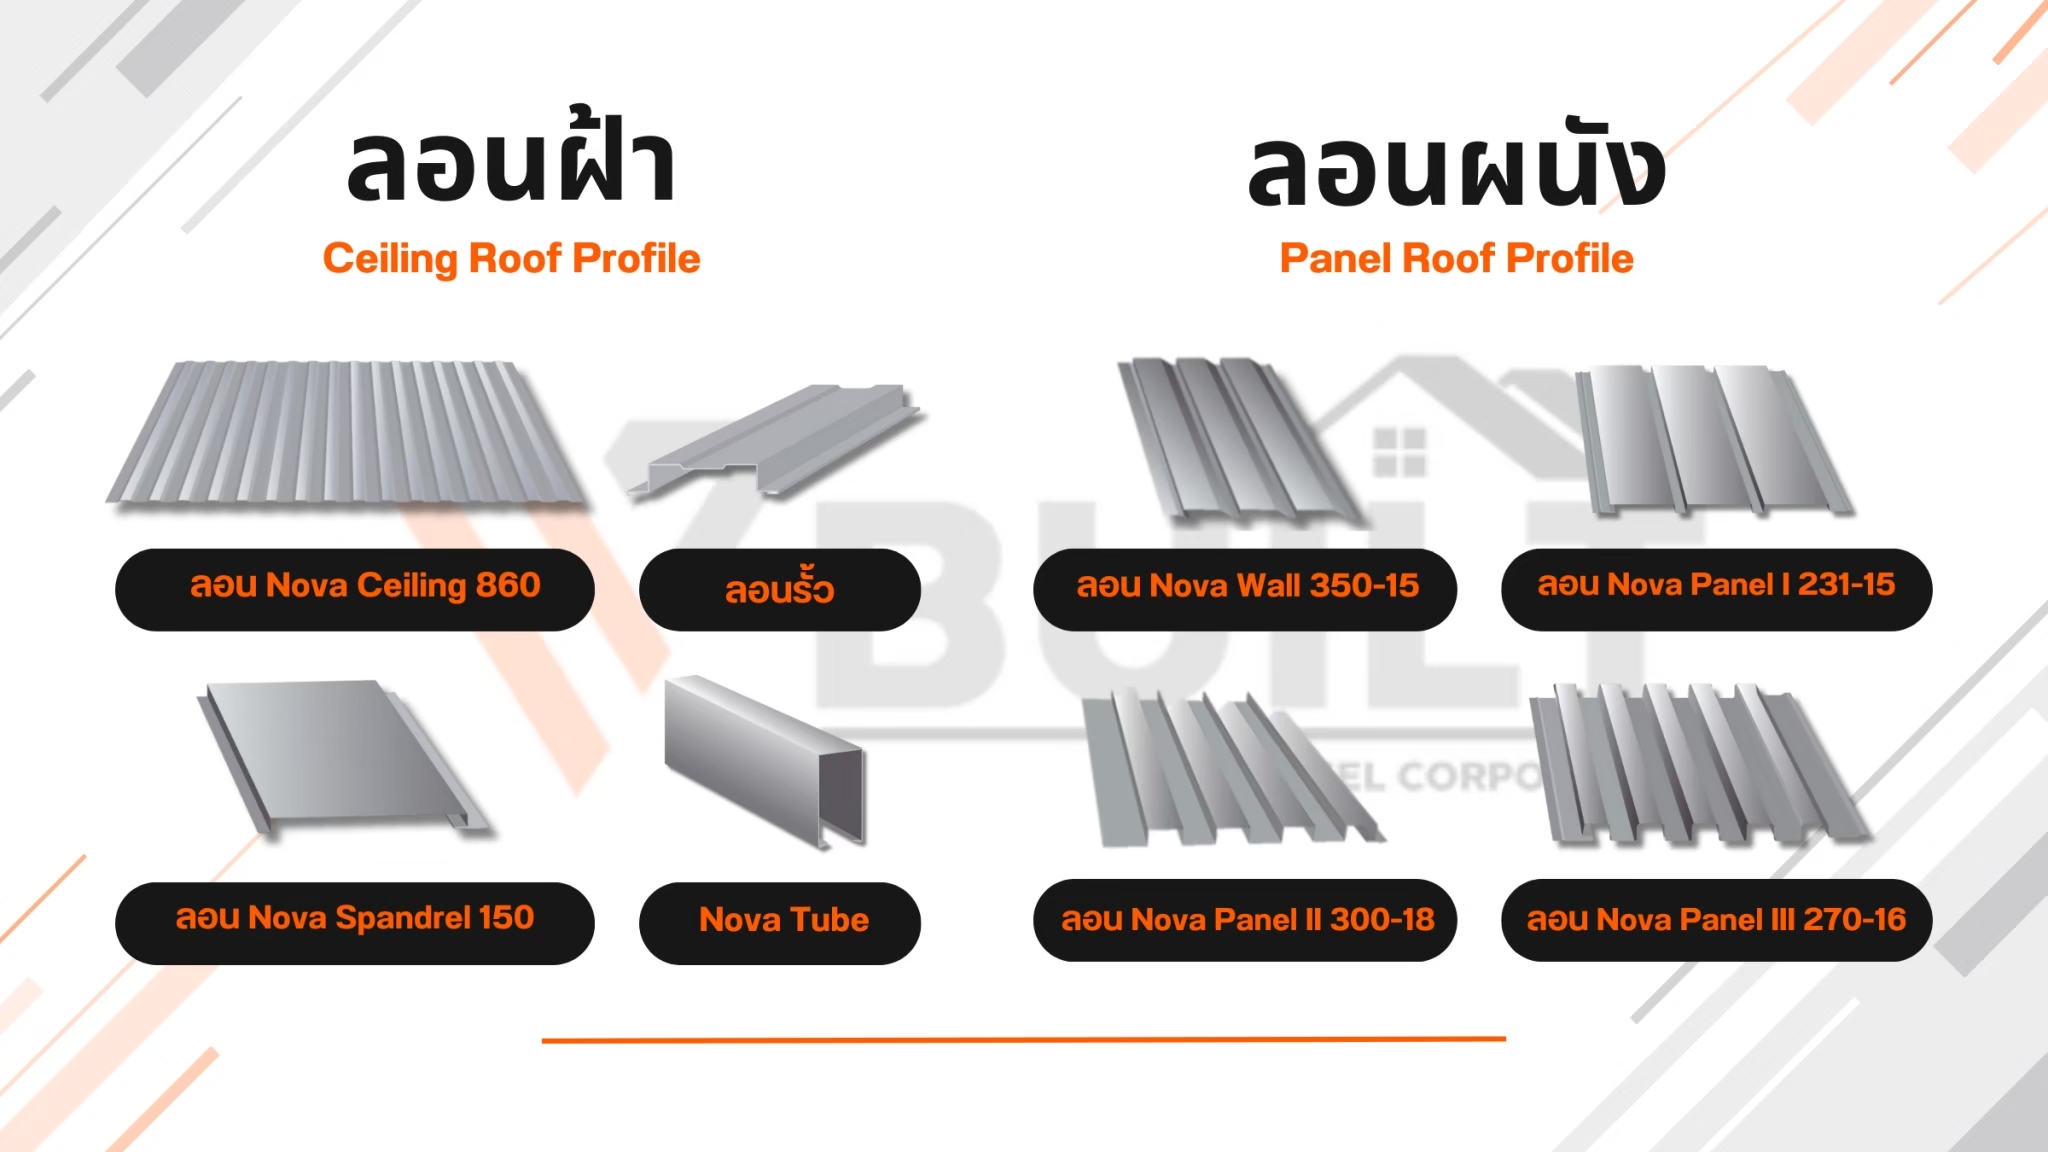 ลอนฝ้า
Ceiling Roof Profile
ลอน Nova Ceiling 860
ลอนรั้ว
ลอน Nova Spandrel 150
Nova Tube
ลอนผนัง
Panel Roof Profile
ลอน Nova Wall 350-15
ลอน Nova Panel I 231-15
ลอน Nova Panel II 300-18
ลอน Nova Panel III 270-16
BUILT